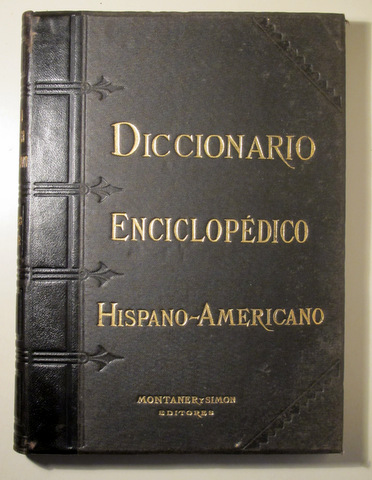 DICCIONARIO
ENCICLOPÉDICO
HISPANO-AMERICANO
MONTANER Y SIMON
EDITORES